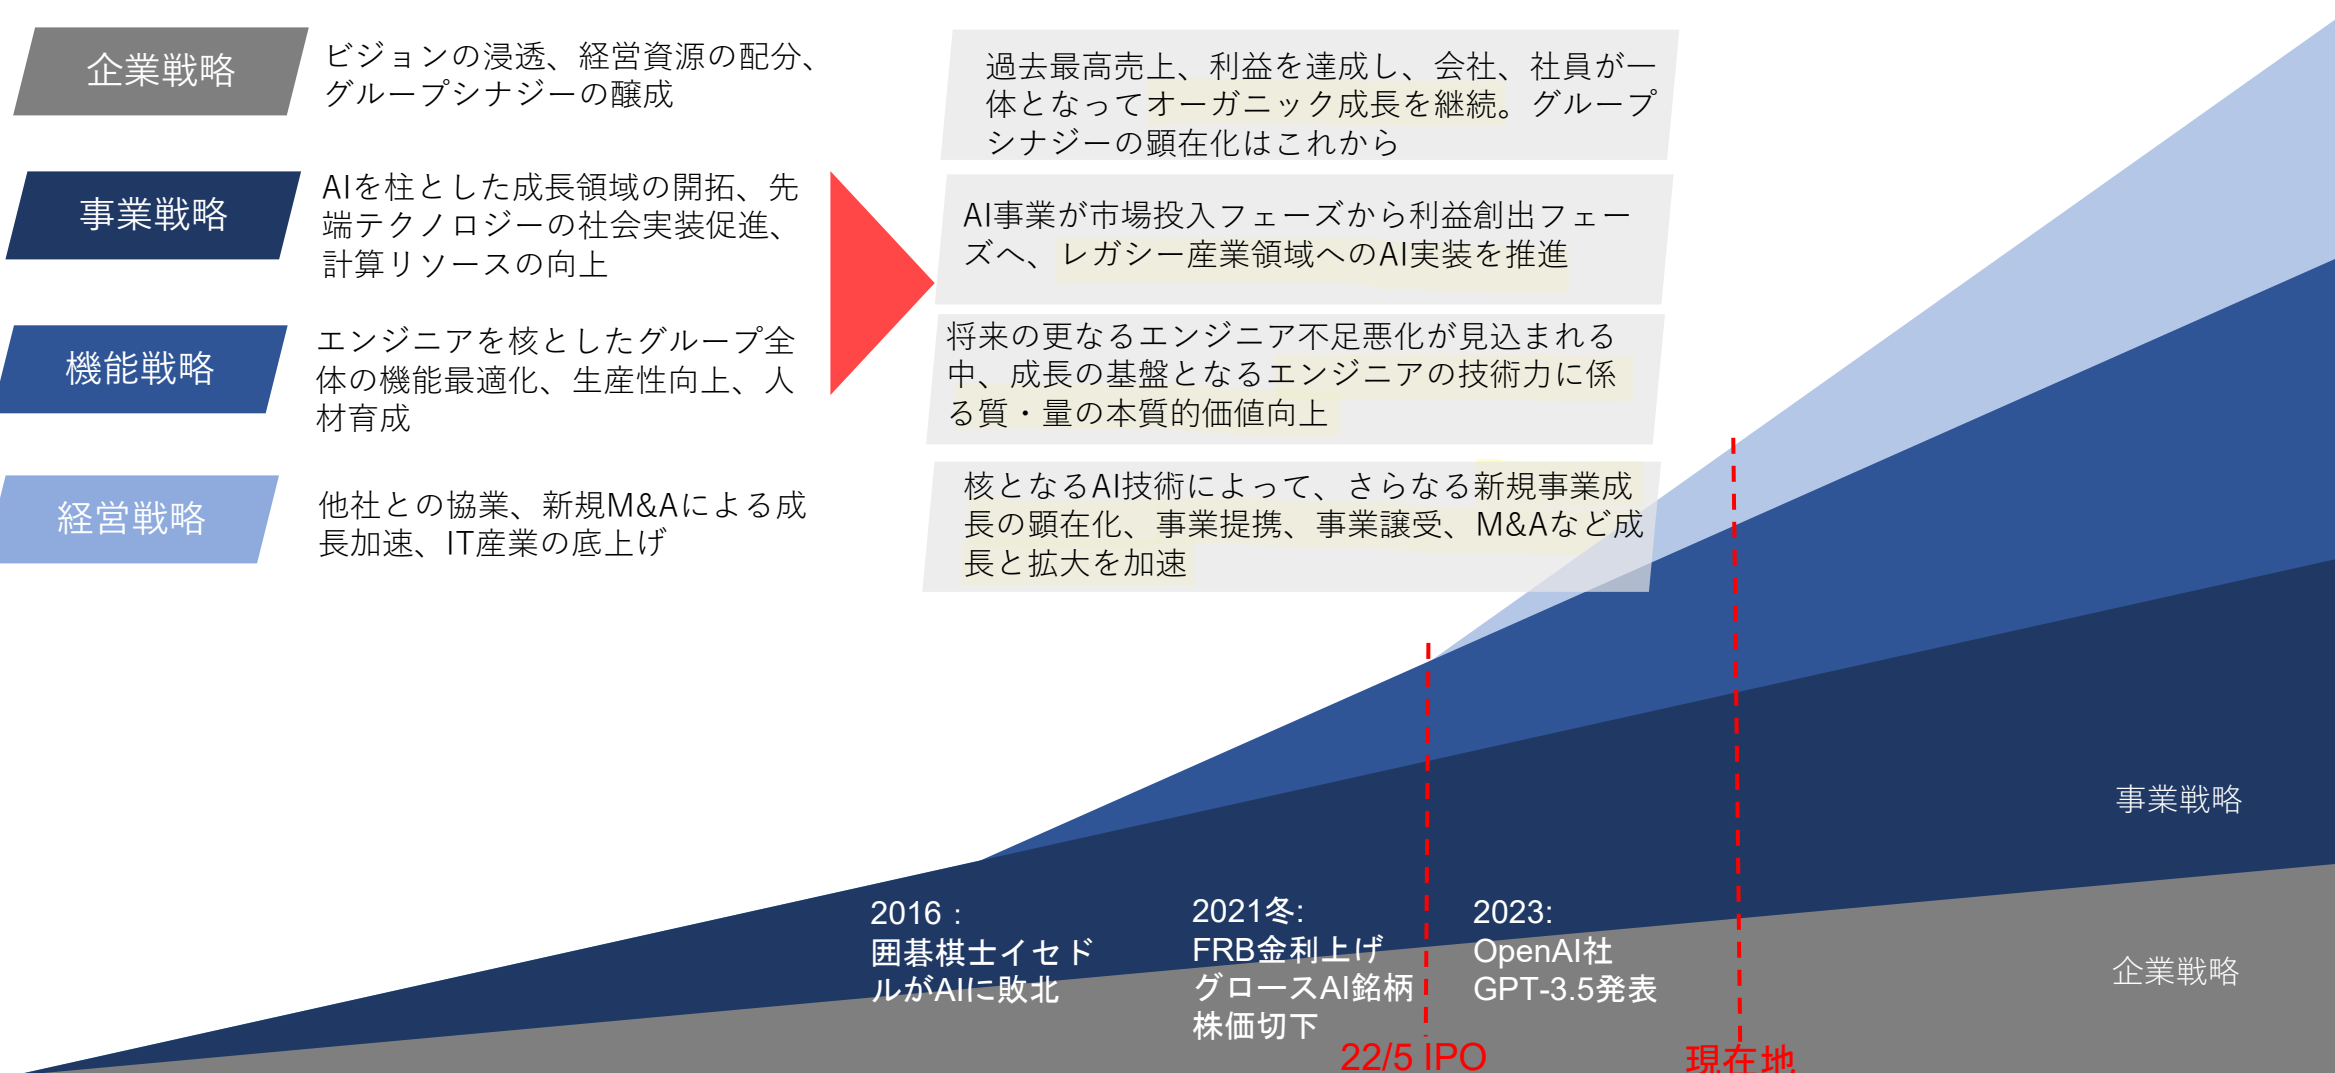 企業戦略
ビジョンの浸透、経営資源の配分、
グループシナジーの醸成
過去最高売上、利益を達成し、会社、社員が一
体となってオーガニック成長を継続。グループ
シナジーの顕在化はこれから
事業戦略
AIを柱とした成長領域の開拓、先
端テクノロジーの社会実装促進、
計算リソースの向上
AI事業が市場投入フェーズから利益創出フェー
ズへ、レガシー産業領域へのAI実装を推進
機能戦略
エンジニアを核としたグループ全
体の機能最適化、生産性向上、人
材育成
将来の更なるエンジニア不足悪化が見込まれる
中、成長の基盤となるエンジニアの技術力に係
る質・量の本質的価値向上
経営戦略
他社との協業、新規M&Aによる成
長加速、IT産業の底上げ
核となるAI技術によって、さらなる新規事業成
長の顕在化、事業提携、事業譲受、M&Aなど成
長と拡大を加速
事業戦略
企業戦略
2016：
囲碁棋士イセド
ルがAIに敗北
2021冬:
FRB金利上げ
グロースAI銘柄
株価切下
2023:
OpenAI社
GPT-3.5発表
22/5 IPO
現在地